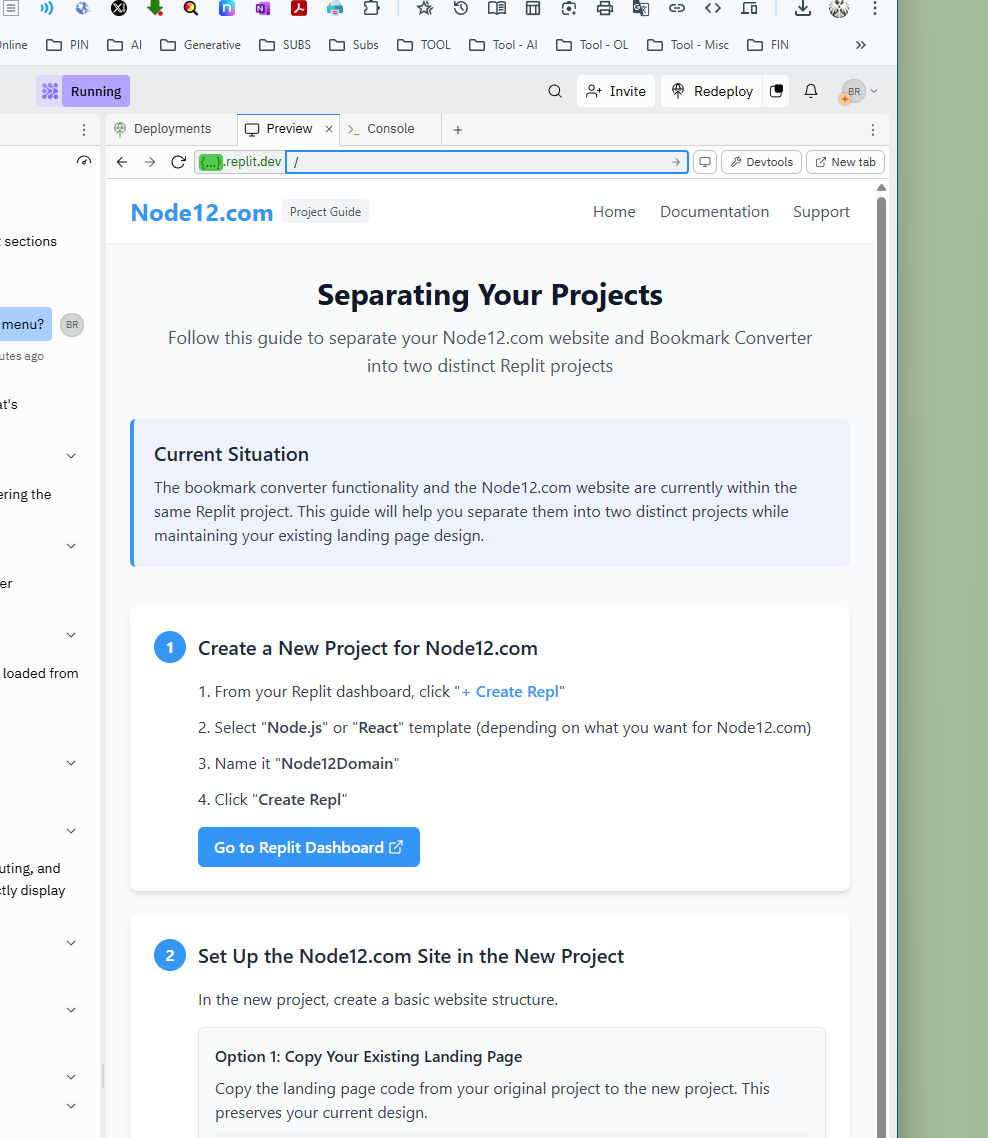 nline
PIN
AI
Generative
SUBS
Subs
TOOL
Tool - AI
Tool - OL
Tool - Misc
FIN
Running
Invite
Redeploy
BR
Deployments
Preview
Console
{...}.replit.dev
/
Devtools
New tab
sections
menu?
BR
utes ago
at's
ering the
er
loaded from
uting, and
ctly display
Node12.com
Project Guide
Home
Documentation
Support
Separating Your Projects
Follow this guide to separate your Node12.com website and Bookmark Converter
into two distinct Replit projects
Current Situation
The bookmark converter functionality and the Node12.com website are currently within the
same Replit project. This guide will help you separate them into two distinct projects while
maintaining your existing landing page design.
1
Create a New Project for Node12.com
1. From your Replit dashboard, click "+ Create Repl"
2. Select "Node.js" or "React" template (depending on what you want for Node12.com)
3. Name it "Node12Domain"
4. Click "Create Repl"
Go to Replit Dashboard
2
Set Up the Node12.com Site in the New Project
In the new project, create a basic website structure.
Option 1: Copy Your Existing Landing Page
Copy the landing page code from your original project to the new project. This
preserves your current design.